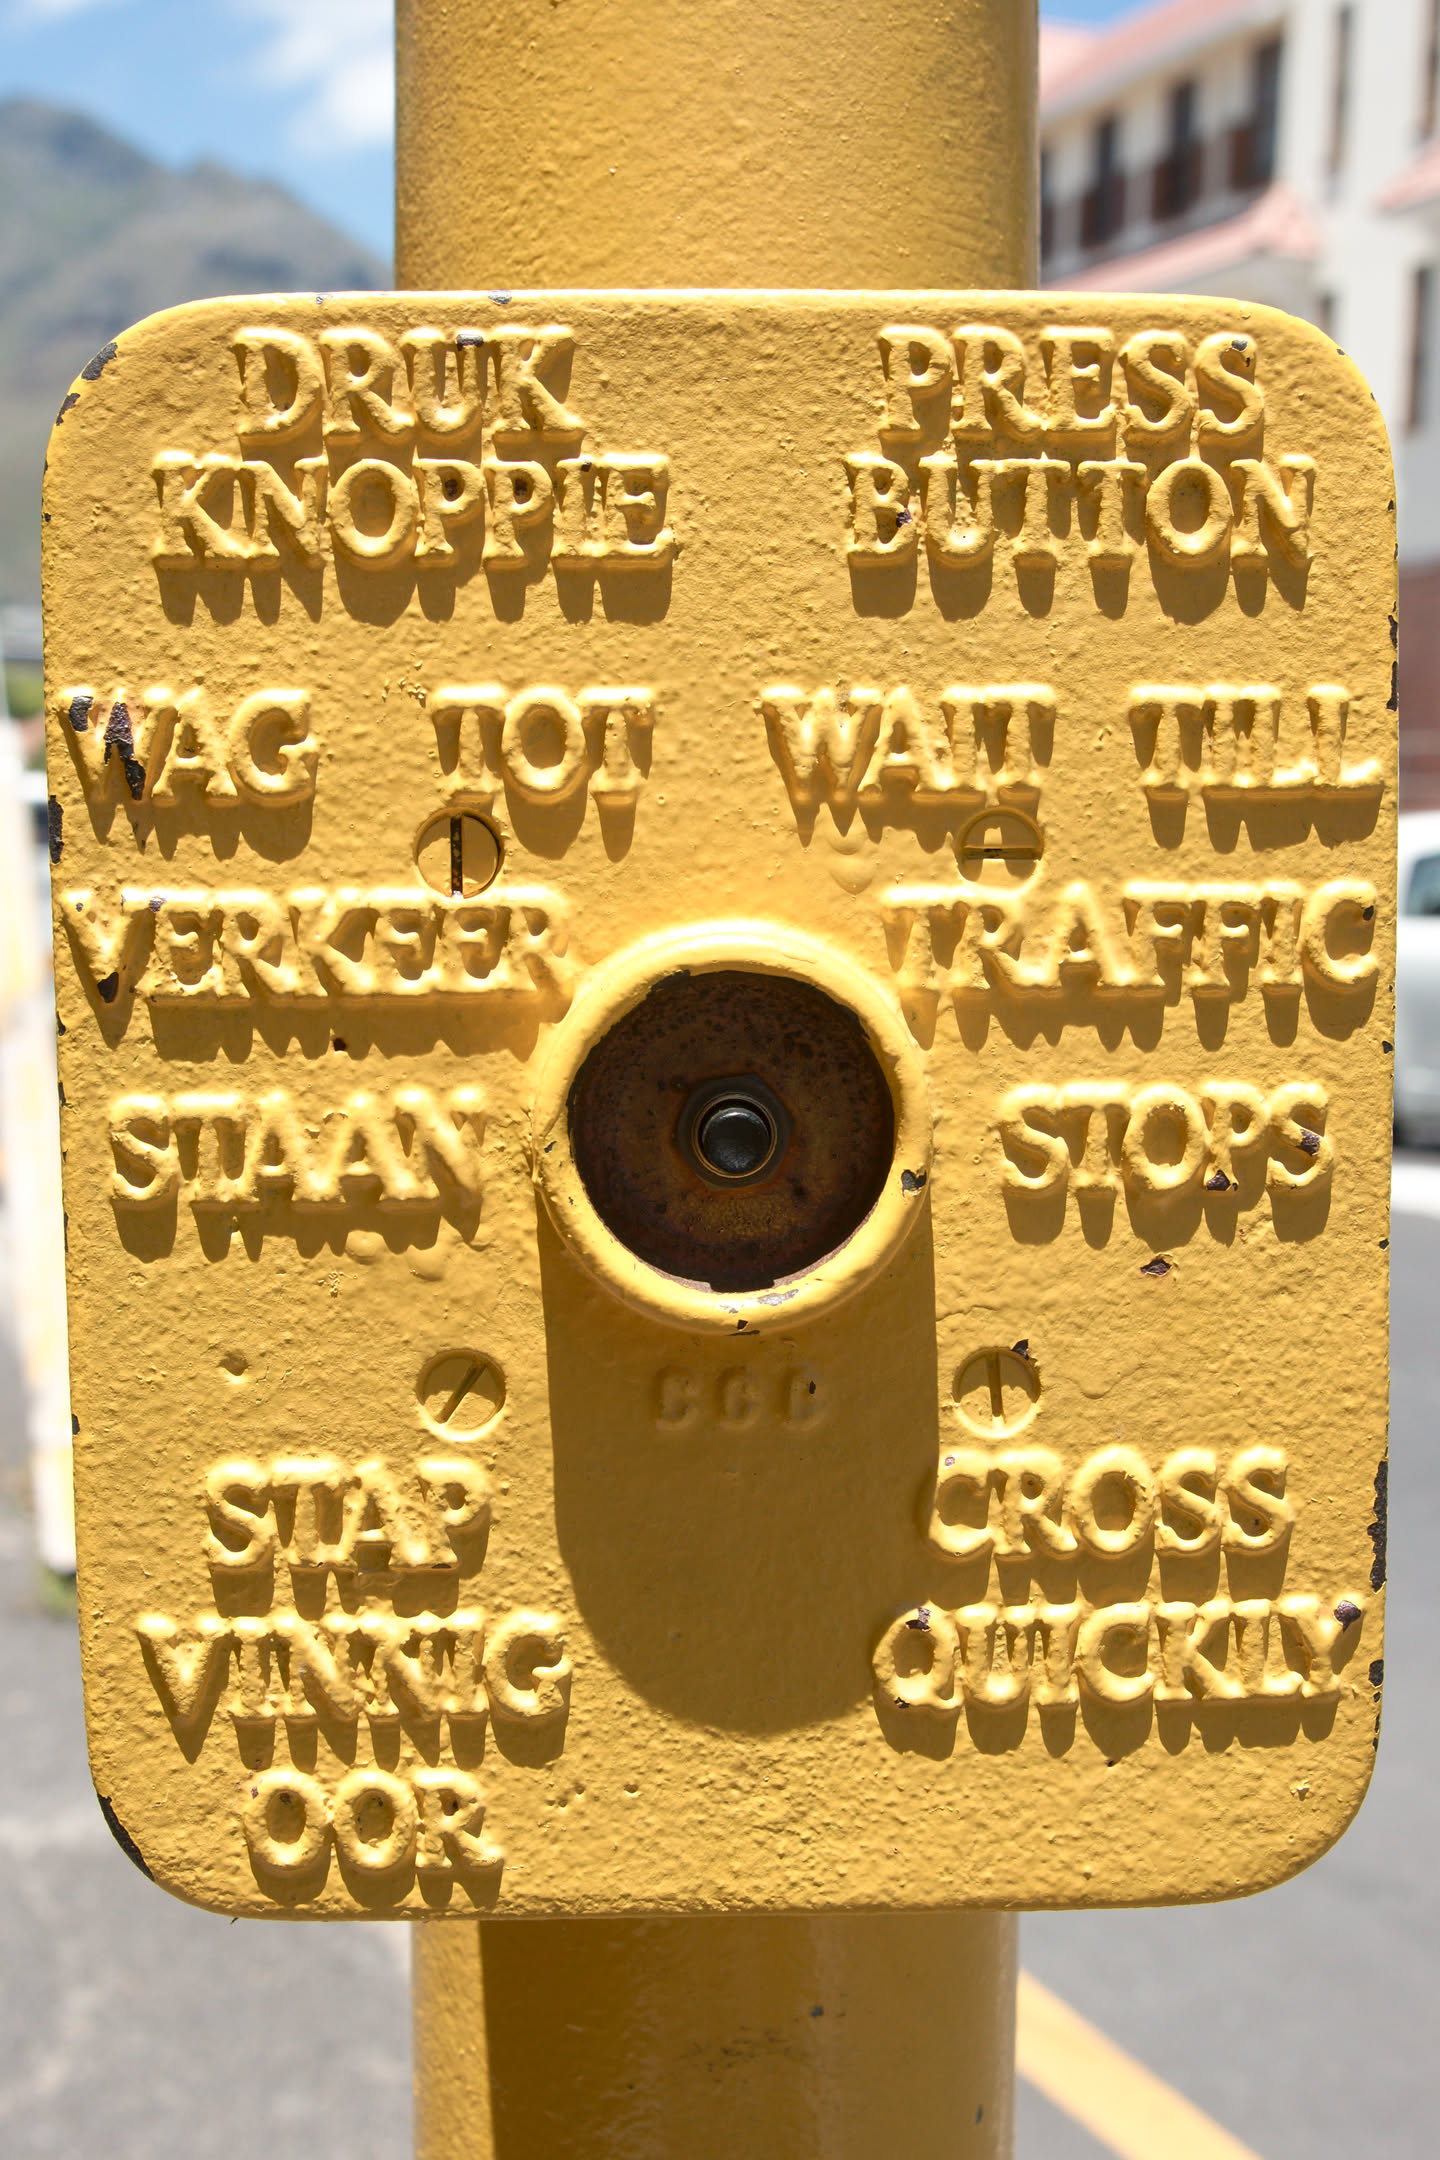 DRUK
KNOPPIE
WAG TOT
VERKEER
STAAN
STAP
VINNIG
OOR
PRESS
BUTTON
WAIT TILL
TRAFFIC
STOPS
CROSS
QUICKLY